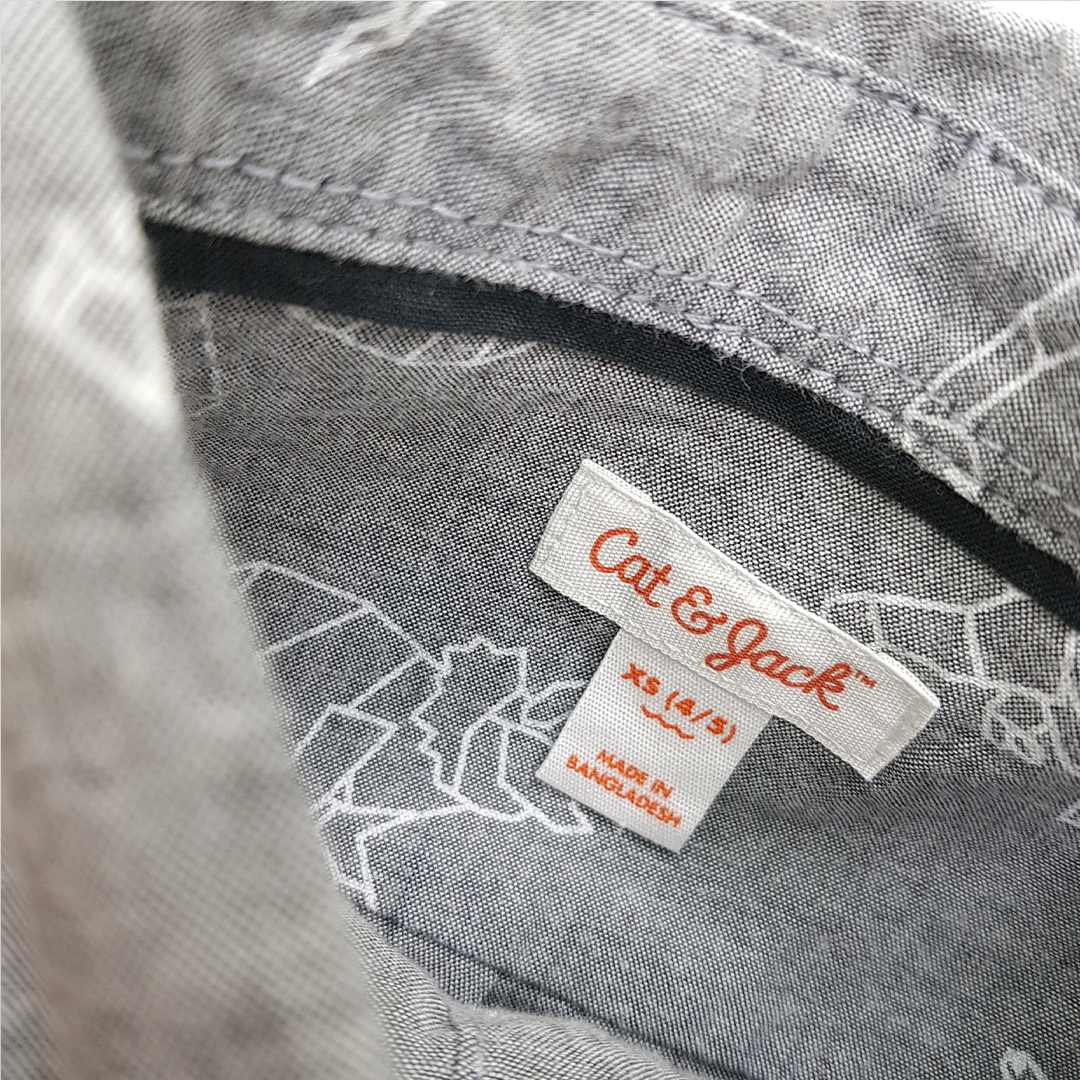 Cat & Jack™
XS (4/5)
MADE IN
BANGLADESH